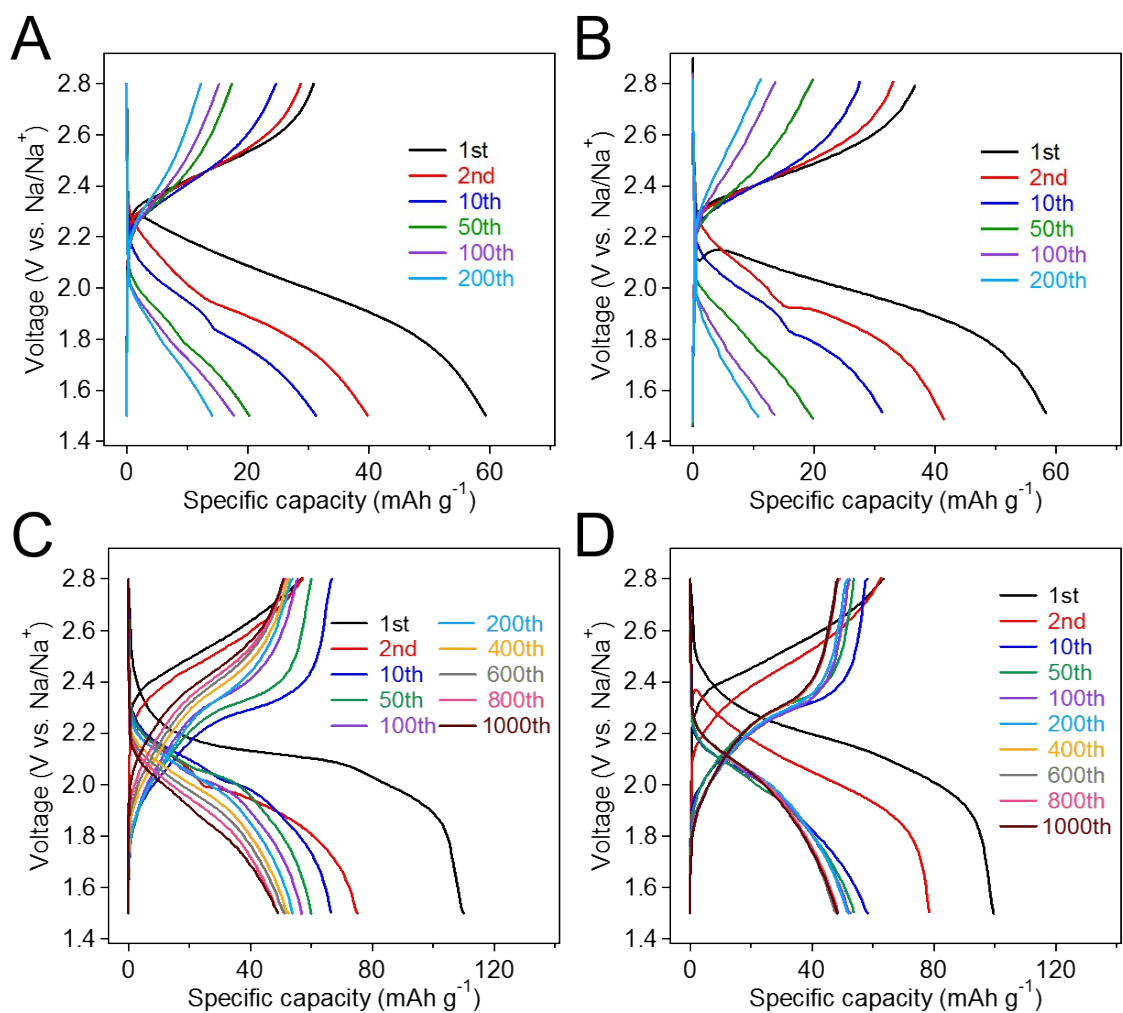 A
Voltage (V vs. Na/Na⁺)
2.8
2.6
2.4
2.2
2.0
1.8
1.6
1.4
1st
2nd
10th
50th
100th
200th
0 20 40 60
Specific capacity (mAh g⁻¹)
B
Voltage (V vs. Na/Na⁺)
2.8
2.6
2.4
2.2
2.0
1.8
1.6
1.4
1st
2nd
10th
50th
100th
200th
0 20 40 60
Specific capacity (mAh g⁻¹)
C
Voltage (V vs. Na/Na⁺)
2.8
2.6
2.4
2.2
2.0
1.8
1.6
1.4
1st 200th
2nd 400th
10th 600th
50th 800th
100th 1000th
0 40 80 120
Specific capacity (mAh g⁻¹)
D
Voltage (V vs. Na/Na⁺)
2.8
2.6
2.4
2.2
2.0
1.8
1.6
1.4
1st
2nd
10th
50th
100th
200th
400th
600th
800th
1000th
0 40 80 120
Specific capacity (mAh g⁻¹)